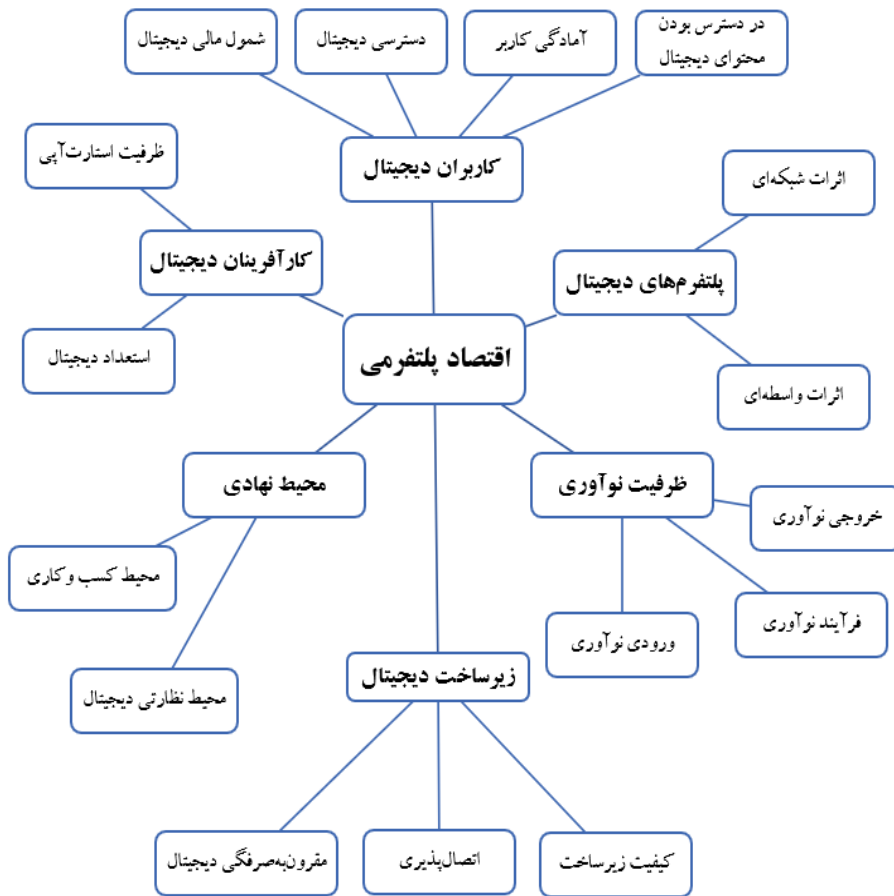 در دسترس بودن
محتوای دیجیتال
آمادگی کاربر
دسترسی دیجیتال
شمول مالی دیجیتال
کاربران دیجیتال
ظرفیت استارت‌آپی
اثرات شبکه‌ای
کارآفرینان دیجیتال
پلتفرم‌های دیجیتال
اقتصاد پلتفرمی
استعداد دیجیتال
اثرات واسطه‌ای
محیط نهادی
ظرفیت نوآوری
خروجی نوآوری
محیط کسب وکاری
فرآیند نوآوری
ورودی نوآوری
زیرساخت دیجیتال
محیط نظارتی دیجیتال
کیفیت زیرساخت
اتصال‌پذیری
مقرون‌به‌صرفگی دیجیتال